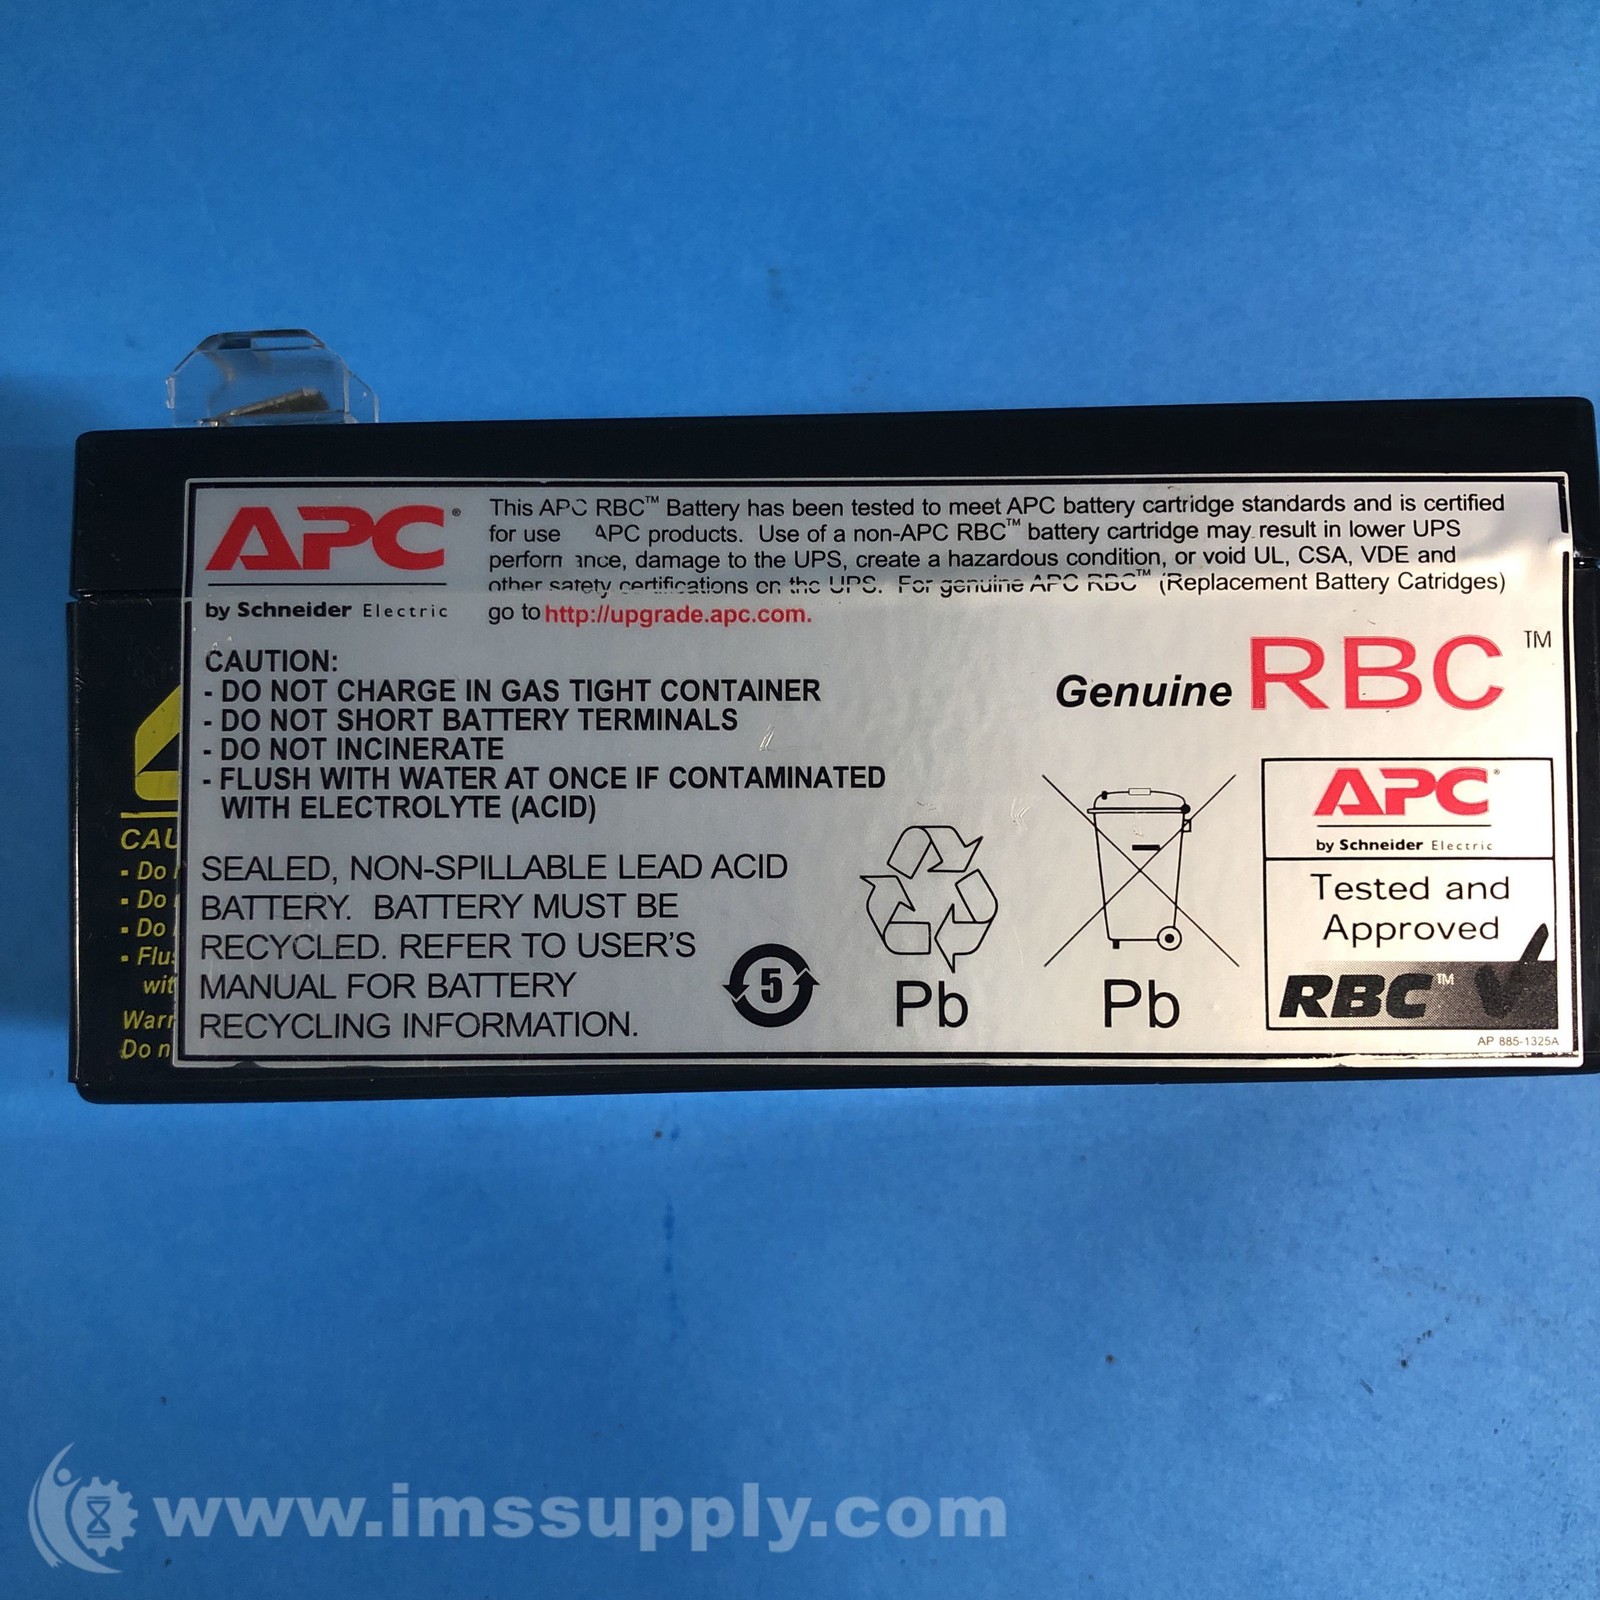 APC®
by Schneider Electric
This APC RBC™ Battery has been tested to meet APC battery cartridge standards and is certified
for use APC products. Use of a non-APC RBC™ battery cartridge may result in lower UPS
perform ance, damage to the UPS, create a hazardous condition, or void UL, CSA, VDE and
other safety certifications on the UPS. For genuine APC RBC™ (Replacement Battery Catridges)
go to http://upgrade.apc.com.
CAUTION:
- DO NOT CHARGE IN GAS TIGHT CONTAINER
- DO NOT SHORT BATTERY TERMINALS
- DO NOT INCINERATE
- FLUSH WITH WATER AT ONCE IF CONTAMINATED
WITH ELECTROLYTE (ACID)
Genuine RBC™
SEALED, NON-SPILLABLE LEAD ACID
BATTERY. BATTERY MUST BE
RECYCLED. REFER TO USER'S
MANUAL FOR BATTERY
RECYCLING INFORMATION.
5
Pb
Pb
APC®
by Schneider Electric
Tested and
Approved
RBC™
AP 885-1325A
CAU
- Do
- Do
- Do
- Flu
wit
Warr
Do n
www.imssupply.com